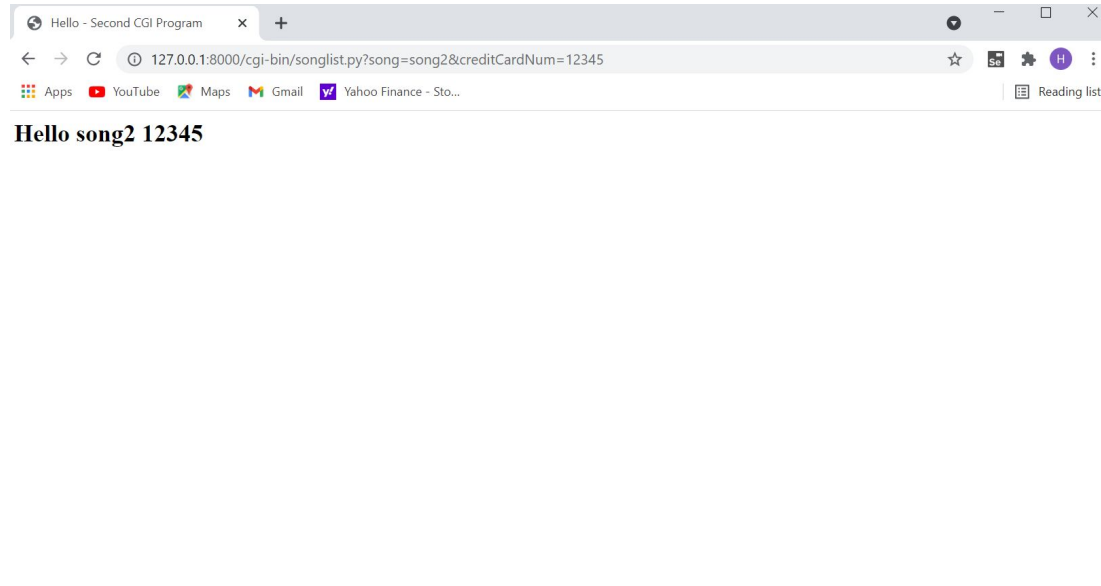 Hello - Second CGI Program
127.0.0.1:8000/cgi-bin/songlist.py?song=song2&creditCardNum=12345
Se
H
Apps YouTube Maps Gmail y! Yahoo Finance - Sto... Reading list
Hello song2 12345